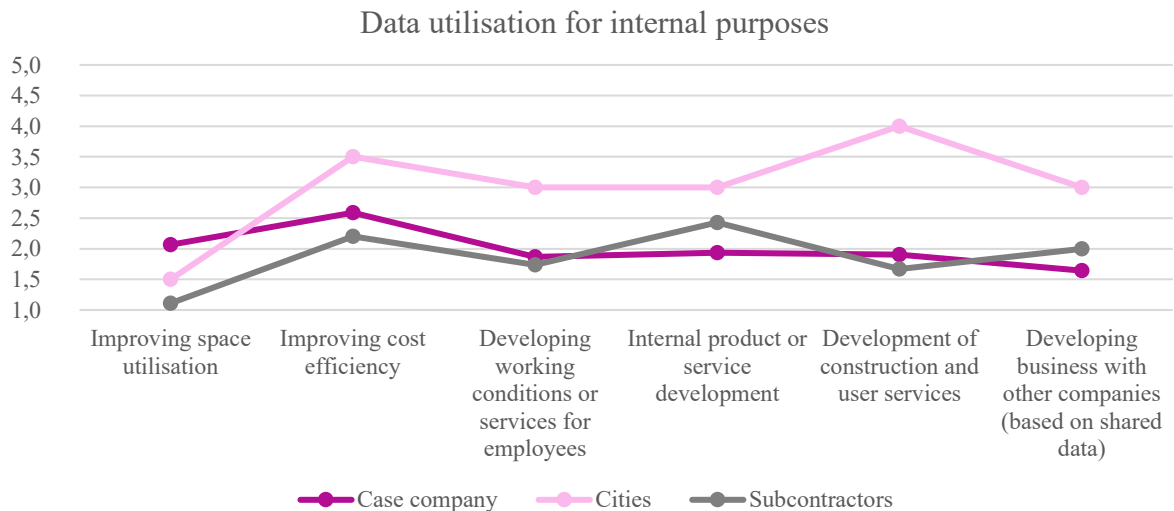 Data utilisation for internal purposes
5,0
4,5
4,0
3,5
3,0
2,5
2,0
1,5
1,0
Improving space
utilisation
Improving cost
efficiency
Developing
working
conditions or
services for
employees
Internal product or
service
development
Development of
construction and
user services
Developing
business with
other companies
(based on shared
data)
Case company
Cities
Subcontractors